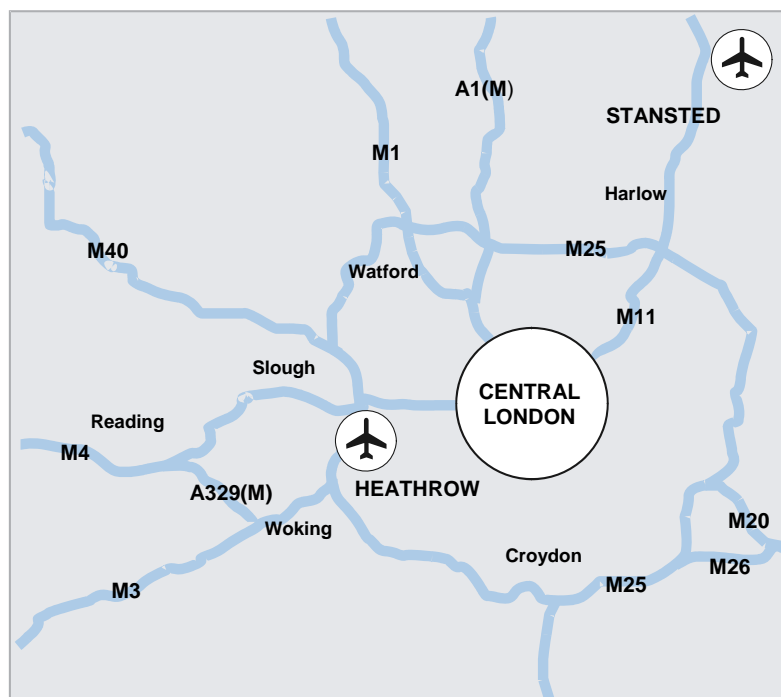 A1(M)
STANSTED
M1
Harlow
M40
M25
Watford
M11
Slough
CENTRAL
LONDON
Reading
M4
A329(M)
HEATHROW
Woking
M20
Croydon
M26
M3
M25